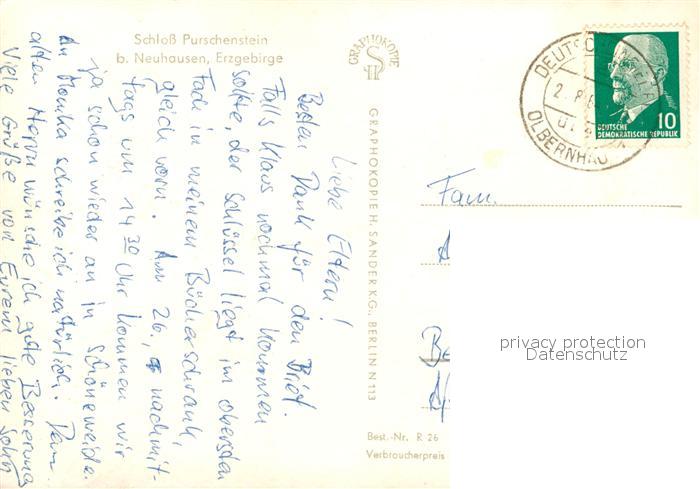 Schloß Purschenstein
b. Neuhausen, Erzgebirge
Liebe Eltern!
Besten Dank für den Brief.
Falls Klaus nochmal kommen
sollte, der Schlüssel liegt im obersten
Fach in meinem Bücherschrank,
gleich vorn. Am 26., nachmit-
tags um 14 30 Uhr kommen wir
ja schon wieder an in Schöneweide.
An Monika schreibe ich natürlich. Dem
alten Herrn wünsche ich gute Besserung
Viele Grüße von Eurem lieben Sohn
GRAPHOKOPIE
H S
GRAPHOKOPIE H. SANDER K.G., BERLIN N 113
DEUTSCH
OLBERNHAU
10
DEUTSCHE
DEMOKRATISCHE REPUBLIK
Fam.
Be
privacy protection
Datenschutz
Best.-Nr. R 26
Verbraucherpreis